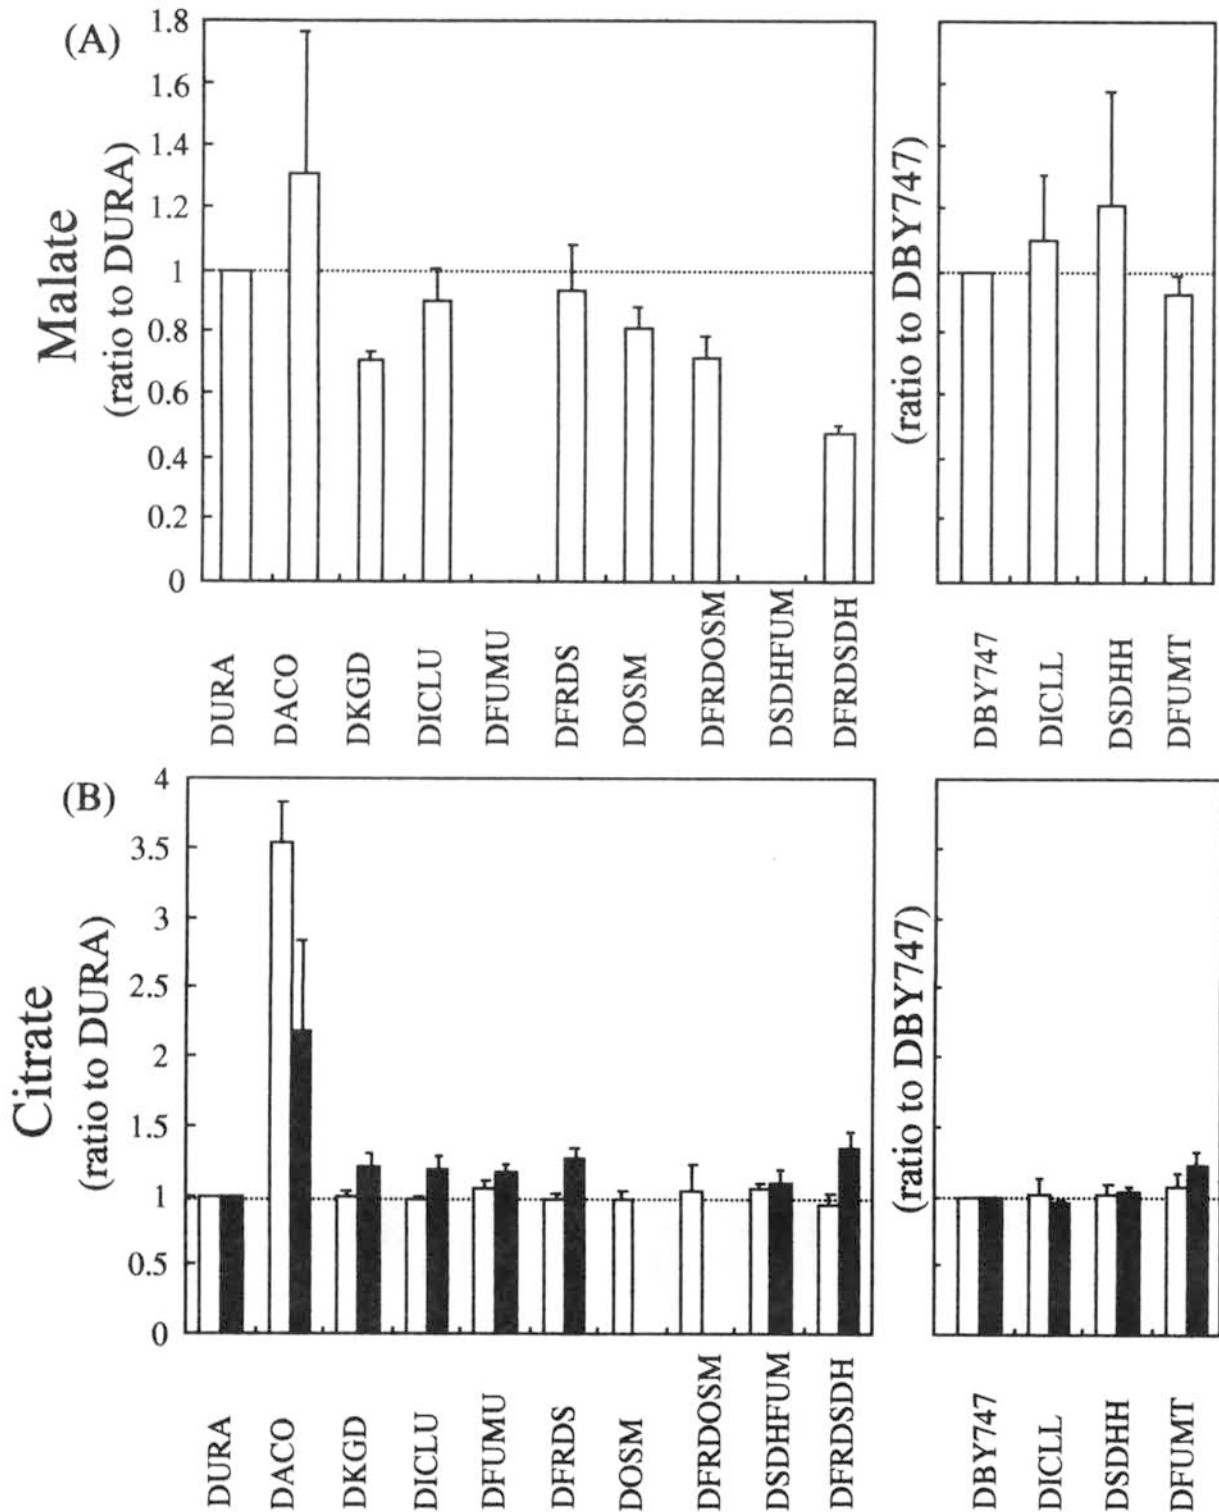 (A)
Malate
(ratio to DURA)
1.8
1.6
1.4
1.2
1
0.8
0.6
0.4
0.2
0
DURA
DACO
DKGD
DICLU
DFUMU
DFRDS
DOSM
DFRDOSM
DSDHFUM
DFRDSDH
(ratio to DBY747)
DBY747
DICLL
DSDHH
DFUMT
(B)
Citrate
(ratio to DURA)
4
3.5
3
2.5
2
1.5
1
0.5
0
DURA
DACO
DKGD
DICLU
DFUMU
DFRDS
DOSM
DFRDOSM
DSDHFUM
DFRDSDH
(ratio to DBY747)
DBY747
DICLL
DSDHH
DFUMT